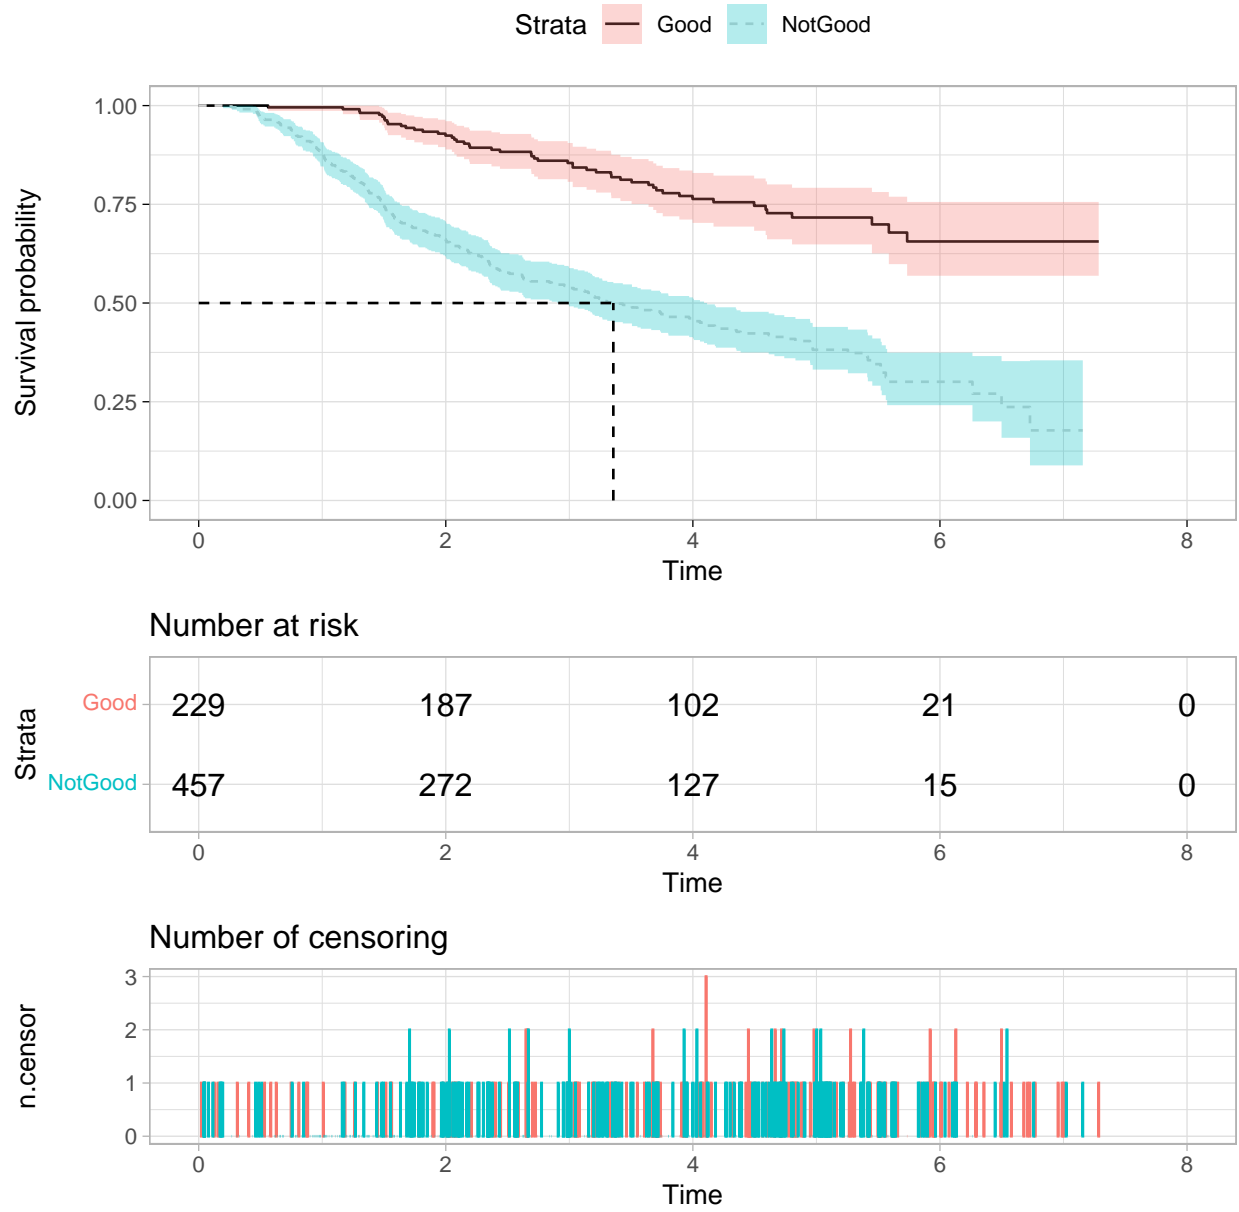 Strata Good NotGood
Survival probability
1.00
0.75
0.50
0.25
0.00
0 2 4 6 8
Time
Number at risk
Strata
Good 229 187 102 21 0
NotGood 457 272 127 15 0
0 2 4 6 8
Time
Number of censoring
n.censor
3
2
1
0
0 2 4 6 8
Time